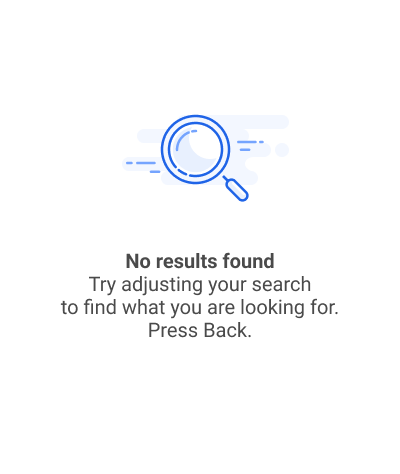 No results found
Try adjusting your search
to find what you are looking for.
Press Back.